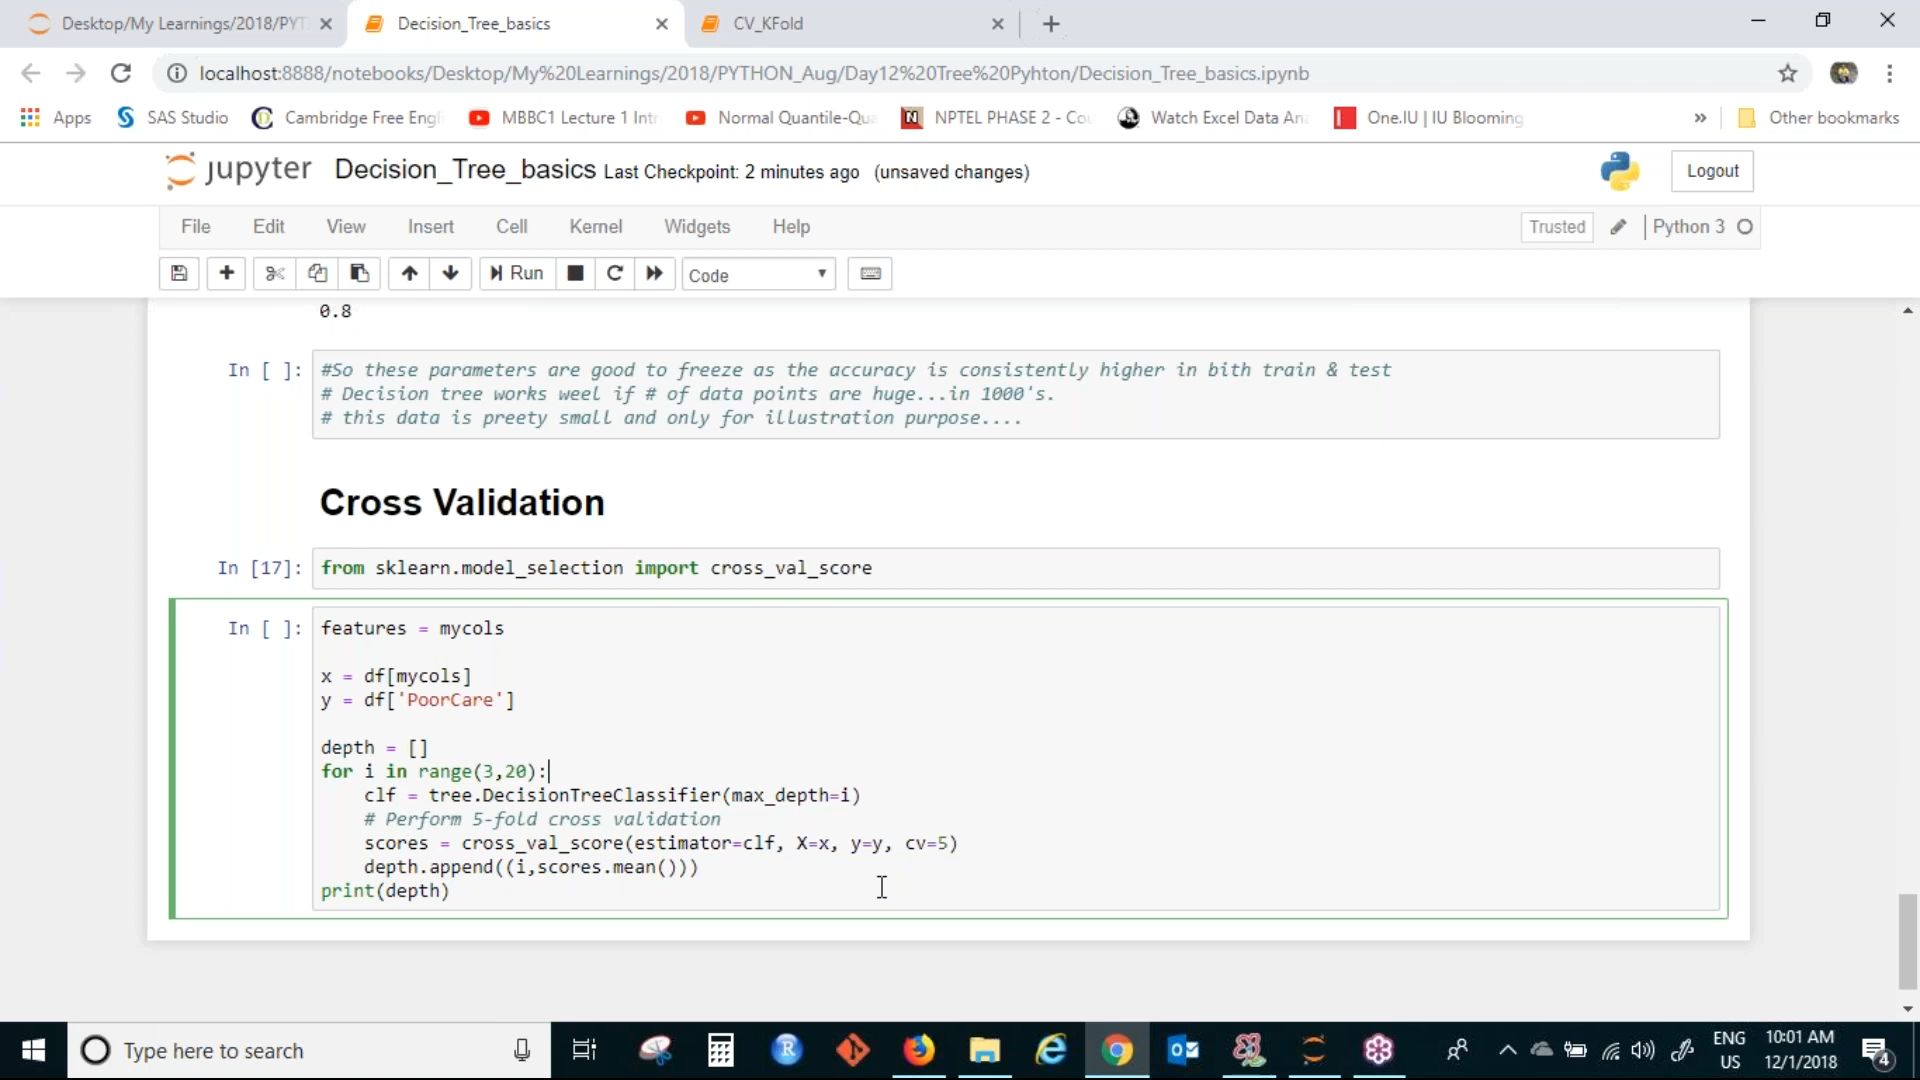 Desktop/My Learnings/2018/PYT
Decision_Tree_basics
CV_KFold
localhost:8888/notebooks/Desktop/My%20Learnings/2018/PYTHON_Aug/Day12%20Tree%20Pyhton/Decision_Tree_basics.ipynb
Apps
SAS Studio
Cambridge Free Engl
MBBC1 Lecture 1 Intr
Normal Quantile-Qua
NPTEL PHASE 2 - Cou
Watch Excel Data Ana
One.IU | IU Blooming
»
Other bookmarks
jupyter Decision_Tree_basics Last Checkpoint: 2 minutes ago (unsaved changes)
Logout
File Edit View Insert Cell Kernel Widgets Help
Trusted
Python 3
Run
Code
0.8
In [ ]:
#So these parameters are good to freeze as the accuracy is consistently higher in bith train & test
# Decision tree works weel if # of data points are huge...in 1000's.
# this data is preety small and only for illustration purpose....
Cross Validation
In [17]: from sklearn.model_selection import cross_val_score
In [ ]: features = mycols
x = df[mycols]
y = df['PoorCare']
depth = []
for i in range(3,20):
clf = tree.DecisionTreeClassifier(max_depth=i)
# Perform 5-fold cross validation
scores = cross_val_score(estimator=clf, X=x, y=y, cv=5)
depth.append((i,scores.mean()))
print(depth)
Type here to search
ENG
US
10:01 AM
12/1/2018
4